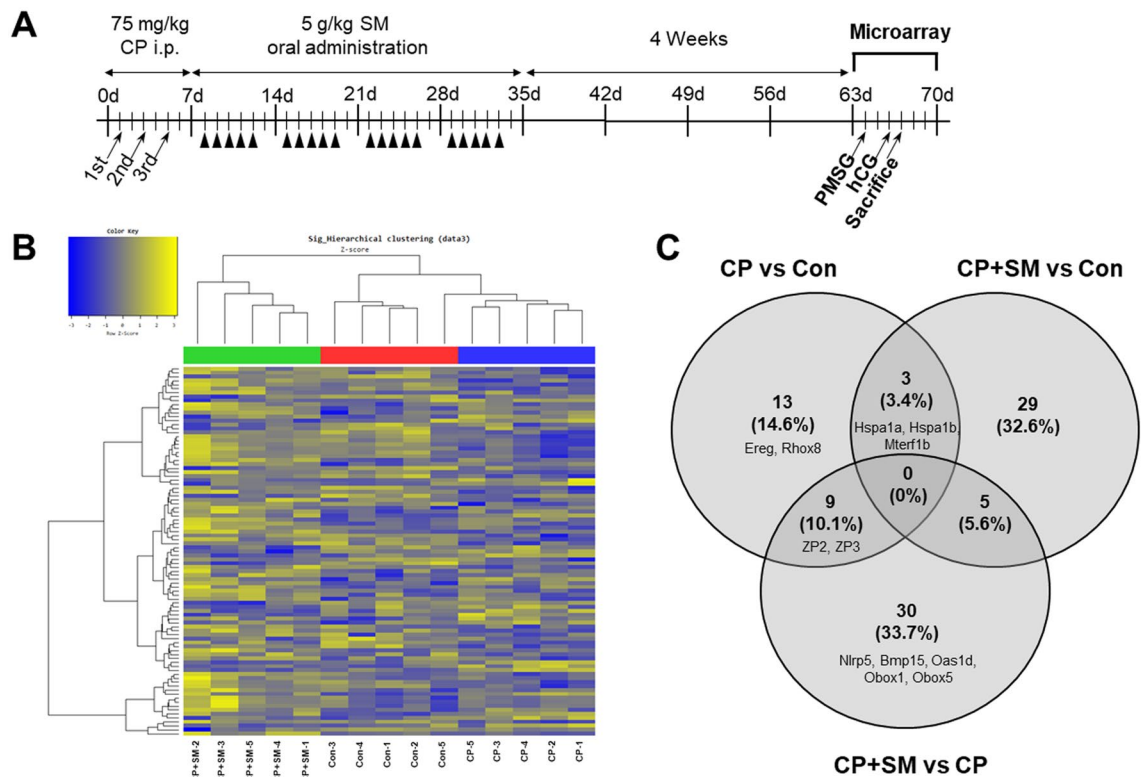 A
75 mg/kg
CP i.p.
5 g/kg SM
oral administration
4 Weeks
Microarray
0d 7d 14d 21d 28d 35d 42d 49d 56d 63d 70d
1st
2nd
3rd
PMSG
hCG
Sacrifice
B
Color Key
-3 -2 -1 0 1 2 3
Row Z-Score
Sig_Hierarchical clustering (data3)
Z-score
P+SM-2
P+SM-3
P+SM-5
P+SM-4
P+SM-1
Con-3
Con-4
Con-1
Con-2
Con-5
CP-5
CP-3
CP-4
CP-2
CP-1
C
CP vs Con
CP+SM vs Con
13
(14.6%)
Ereg, Rhox8
3
(3.4%)
Hspa1a, Hspa1b,
Mterf1b
29
(32.6%)
0
(0%)
9
(10.1%)
ZP2, ZP3
5
(5.6%)
30
(33.7%)
Nlrp5, Bmp15, Oas1d,
Obox1, Obox5
CP+SM vs CP